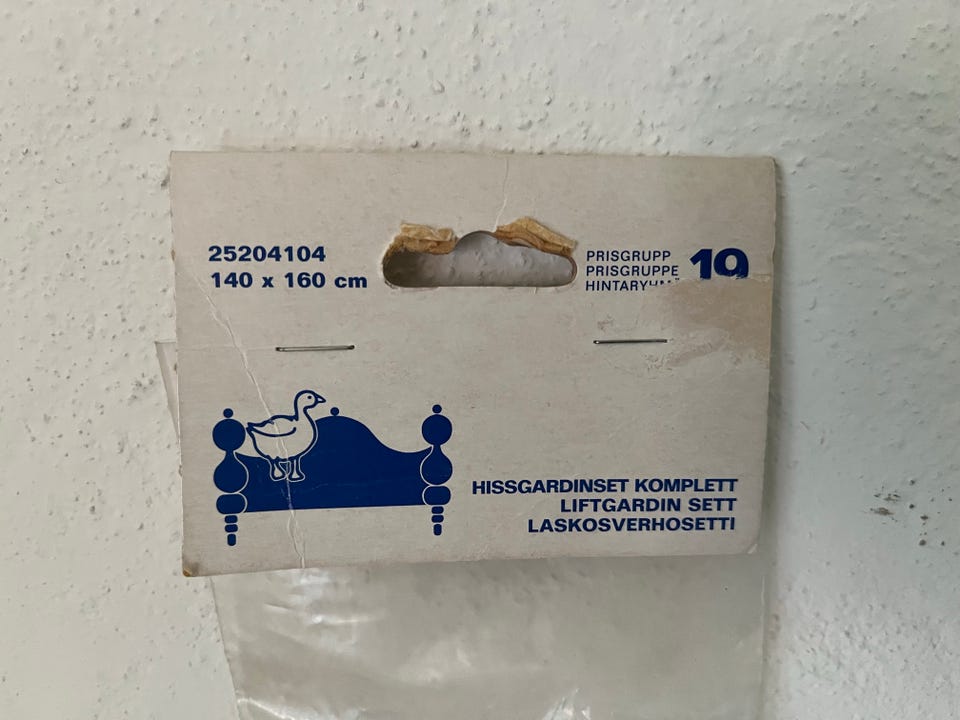 25204104
140 x 160 cm
PRISGRUPP
PRISGRUPPE
19
HISSGARDINSET KOMPLETT
LIFTGARDIN SETT
LASKOSVERHOSETTI